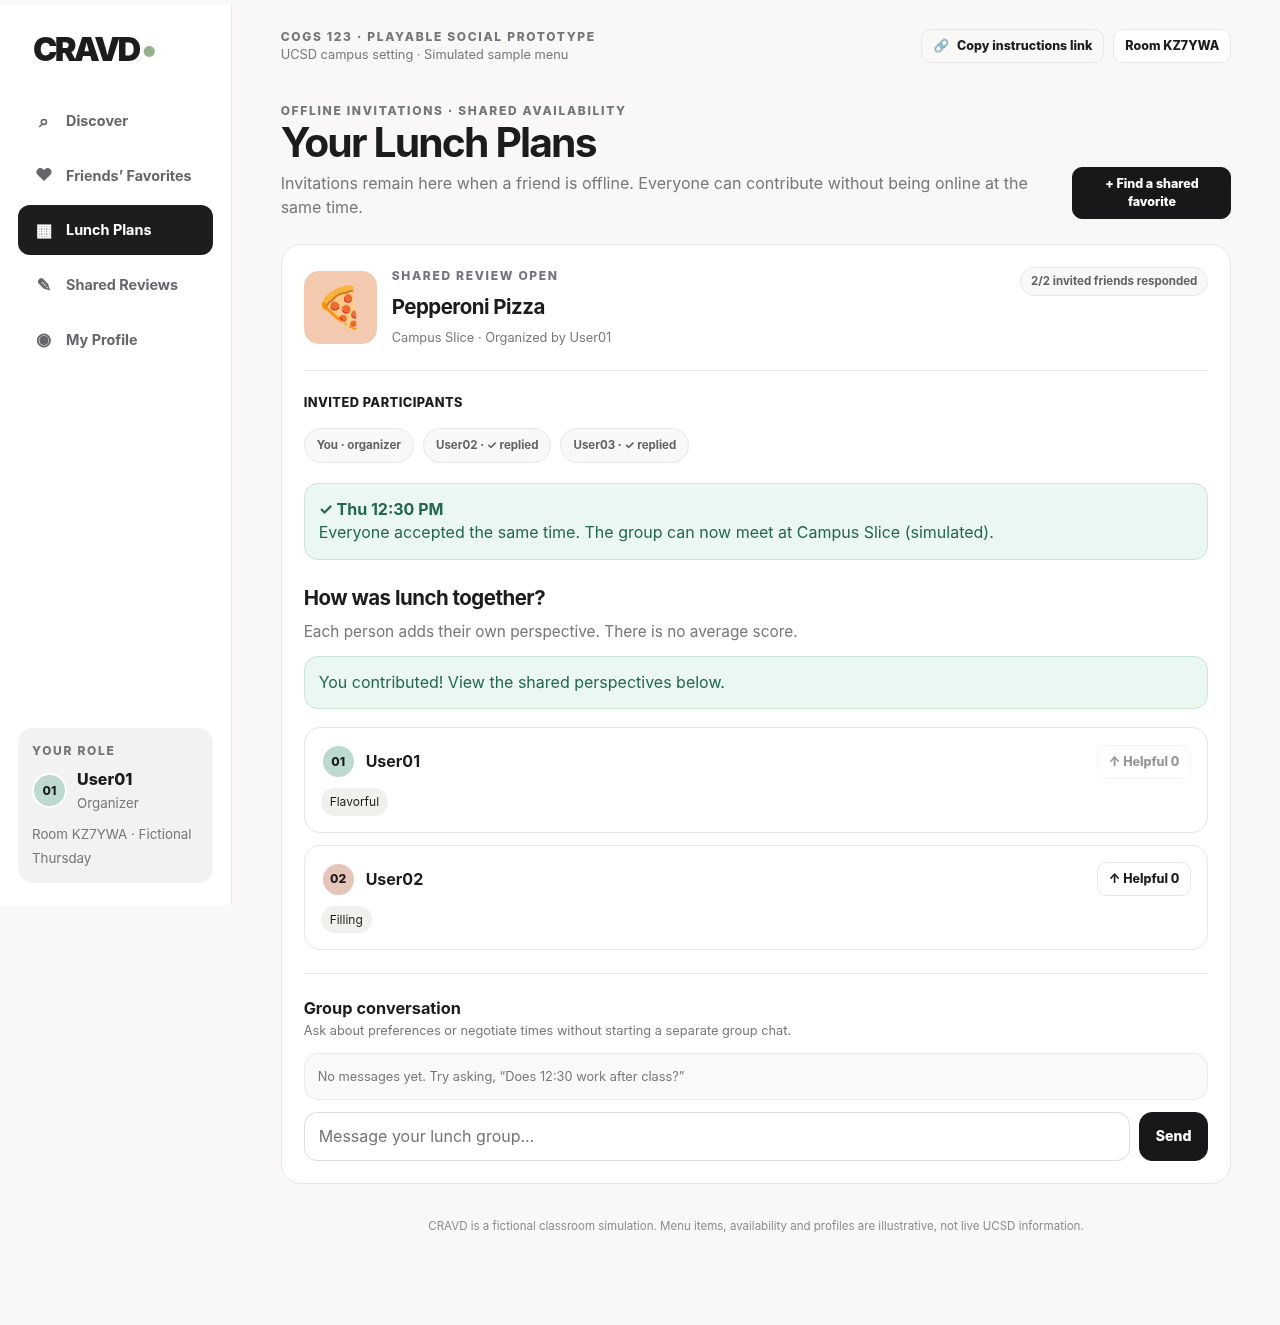 CRAVD
Discover
Friends’ Favorites
Lunch Plans
Shared Reviews
My Profile
YOUR ROLE
01
User01
Organizer
Room KZ7YWA · Fictional
Thursday
COGS 123 · PLAYABLE SOCIAL PROTOTYPE
UCSD campus setting · Simulated sample menu
Copy instructions link
Room KZ7YWA
OFFLINE INVITATIONS · SHARED AVAILABILITY
Your Lunch Plans
Invitations remain here when a friend is offline. Everyone can contribute without being online at the
same time.
+ Find a shared
favorite
SHARED REVIEW OPEN
Pepperoni Pizza
Campus Slice · Organized by User01
2/2 invited friends responded
INVITED PARTICIPANTS
You · organizer
User02 · ✓ replied
User03 · ✓ replied
✓ Thu 12:30 PM
Everyone accepted the same time. The group can now meet at Campus Slice (simulated).
How was lunch together?
Each person adds their own perspective. There is no average score.
You contributed! View the shared perspectives below.
01
User01
↑ Helpful 0
Flavorful
02
User02
↑ Helpful 0
Filling
Group conversation
Ask about preferences or negotiate times without starting a separate group chat.
No messages yet. Try asking, “Does 12:30 work after class?”
Message your lunch group…
Send
CRAVD is a fictional classroom simulation. Menu items, availability and profiles are illustrative, not live UCSD information.